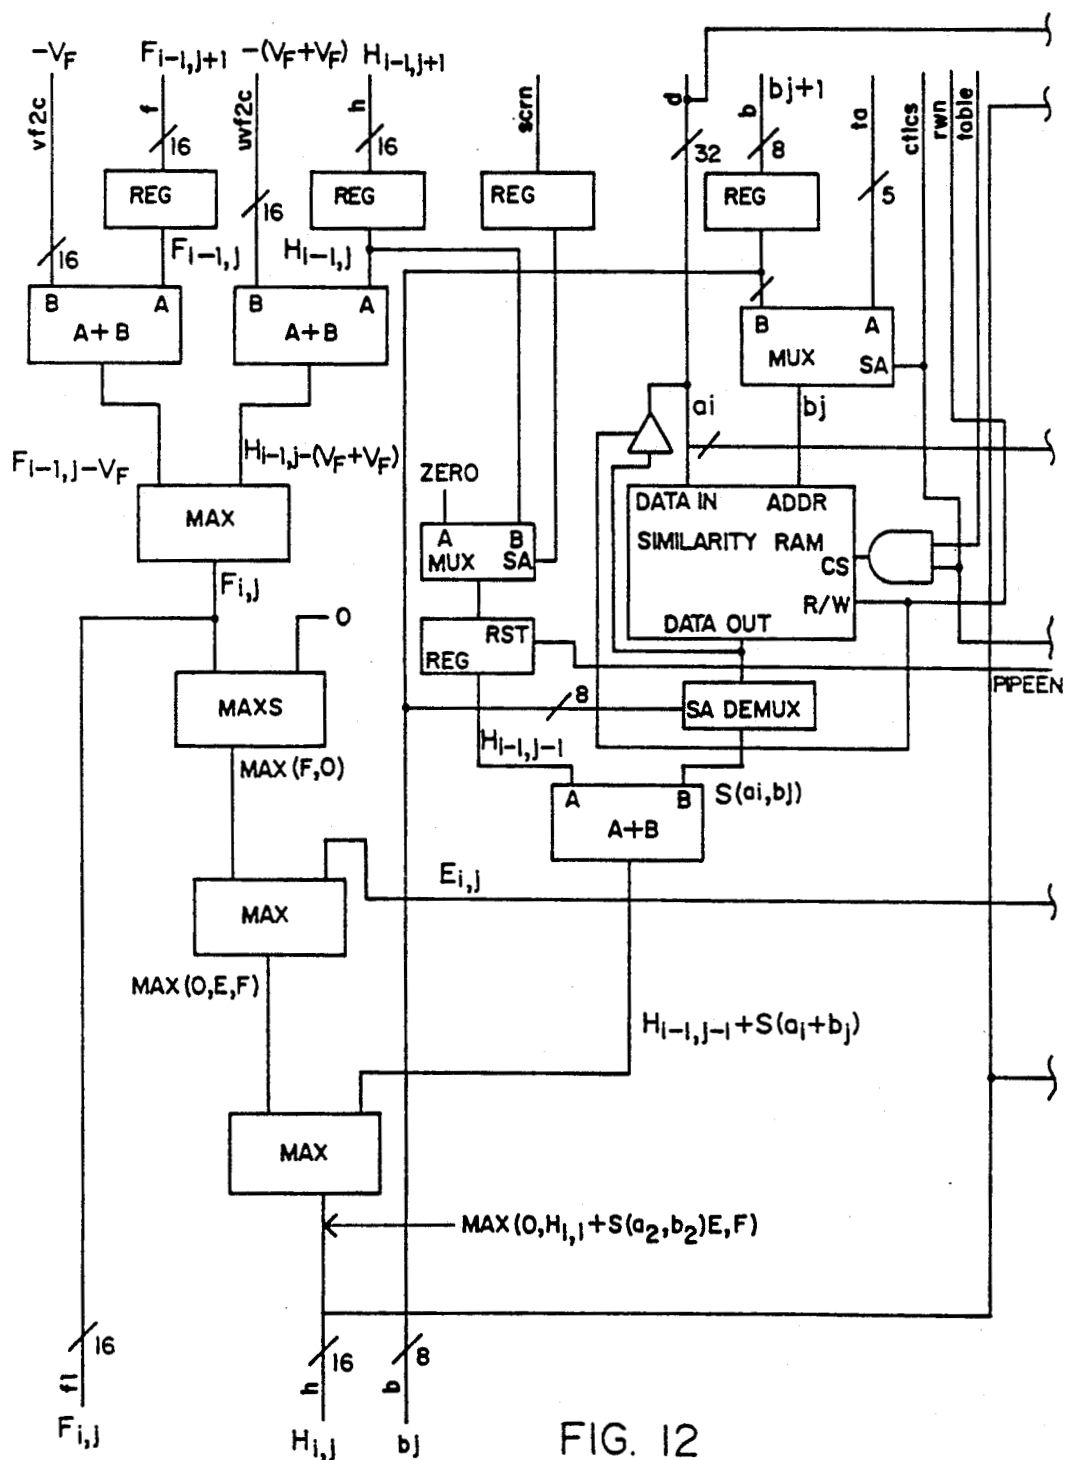 -VF
Fi-1,j+1
-(VF+VF)
Hi-1,j+1
bj+1
vf2c
f
uvf2c
h
scrn
d
b
ta
ctlcs
rwn
table
16
16
32
8
REG
REG
REG
REG
5
16
16
Fi-1,j
Hi-1,j
B A
A+B
B A
A+B
B A
MUX SA
ai
bj
Fi-1,j-VF
Hi-1,j-(VF+VF)
ZERO
MAX
A B
MUX SA
DATA IN ADDR
SIMILARITY RAM
CS
R/W
DATA OUT
Fi,j
0
RST
REG
PIPEEN
MAXS
8
SA DEMUX
Hi-1,j-1
MAX(F,0)
A B
A+B
S(ai,bj)
Ei,j
MAX
MAX(0,E,F)
Hi-1,j-1+S(ai+bj)
MAX
MAX(0,Hi,i+S(a2,b2)E,F)
16
16
8
fl
h
b
Fi,j
Hi,j
bj
FIG. 12